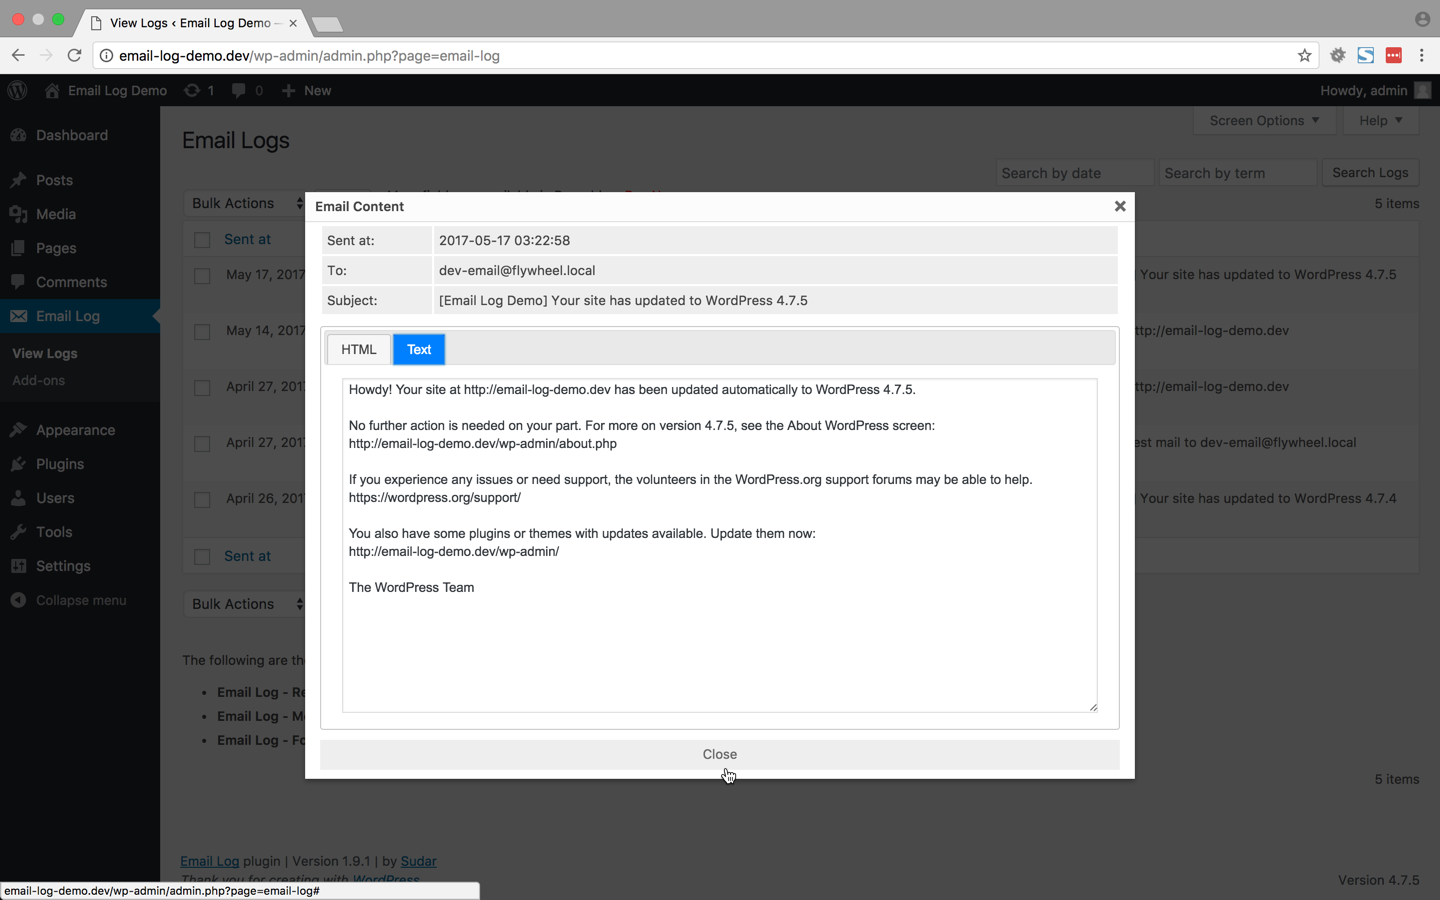 View Logs ‹ Email Log Demo
email-log-demo.dev/wp-admin/admin.php?page=email-log
Email Log Demo 1 0 New
Howdy, admin
Dashboard
Posts
Media
Pages
Comments
Email Log
View Logs
Add-ons
Appearance
Plugins
Users
Tools
Settings
Collapse menu
Email Logs
Screen Options
Help
Search by date
Search by term
Search Logs
Bulk Actions
5 items
Sent at
May 17, 2017
Your site has updated to WordPress 4.7.5
May 14, 2017
http://email-log-demo.dev
April 27, 201
http://email-log-demo.dev
April 27, 201
est mail to dev-email@flywheel.local
April 26, 201
Your site has updated to WordPress 4.7.4
Sent at
Bulk Actions
Email Content
Sent at: 2017-05-17 03:22:58
To: dev-email@flywheel.local
Subject: [Email Log Demo] Your site has updated to WordPress 4.7.5
HTML Text
Howdy! Your site at http://email-log-demo.dev has been updated automatically to WordPress 4.7.5.
No further action is needed on your part. For more on version 4.7.5, see the About WordPress screen:
http://email-log-demo.dev/wp-admin/about.php
If you experience any issues or need support, the volunteers in the WordPress.org support forums may be able to help.
https://wordpress.org/support/
You also have some plugins or themes with updates available. Update them now:
http://email-log-demo.dev/wp-admin/
The WordPress Team
Close
The following are th
• Email Log - Re
• Email Log - M
• Email Log - Fo
5 items
Email Log plugin | Version 1.9.1 | by Sudar
Thank you for creating with WordPress
Version 4.7.5
email-log-demo.dev/wp-admin/admin.php?page=email-log#